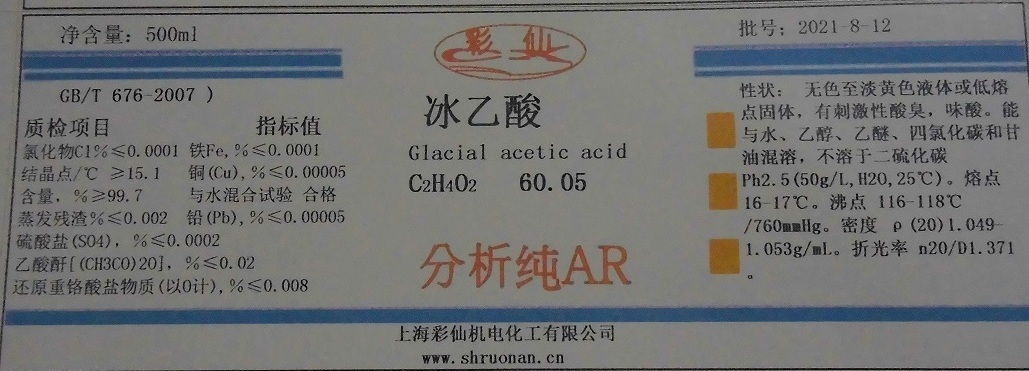 净含量：500ml
GB/T 676-2007 )
质检项目 指标值
氯化物Cl%≤0.0001 铁Fe,%≤0.0001
结晶点/℃ ≥15.1 铜(Cu),%≤0.00005
含量，%≥99.7 与水混合试验 合格
蒸发残渣%≤0.002 铅(Pb),%≤0.00005
硫酸盐(SO4)，%≤0.0002
乙酸酐[(CH3CO)2O]，%≤0.02
还原重铬酸盐物质(以O计),%≤0.008
彩仙
冰乙酸
Glacial acetic acid
C2H4O2 60.05
分析纯AR
批号；2021-8-12
性状： 无色至淡黄色液体或低熔
点固体，有刺激性酸臭，味酸。能
与水、乙醇、乙醚、四氯化碳和甘
油混溶，不溶于二硫化碳
Ph2.5(50g/L,H2O,25℃)。熔点
16-17℃。沸点 116-118℃
/760mmHg。密度 ρ(20)1.049-
1.053g/mL。折光率 n20/D1.371
。
上海彩仙机电化工有限公司
www.shruonan.cn